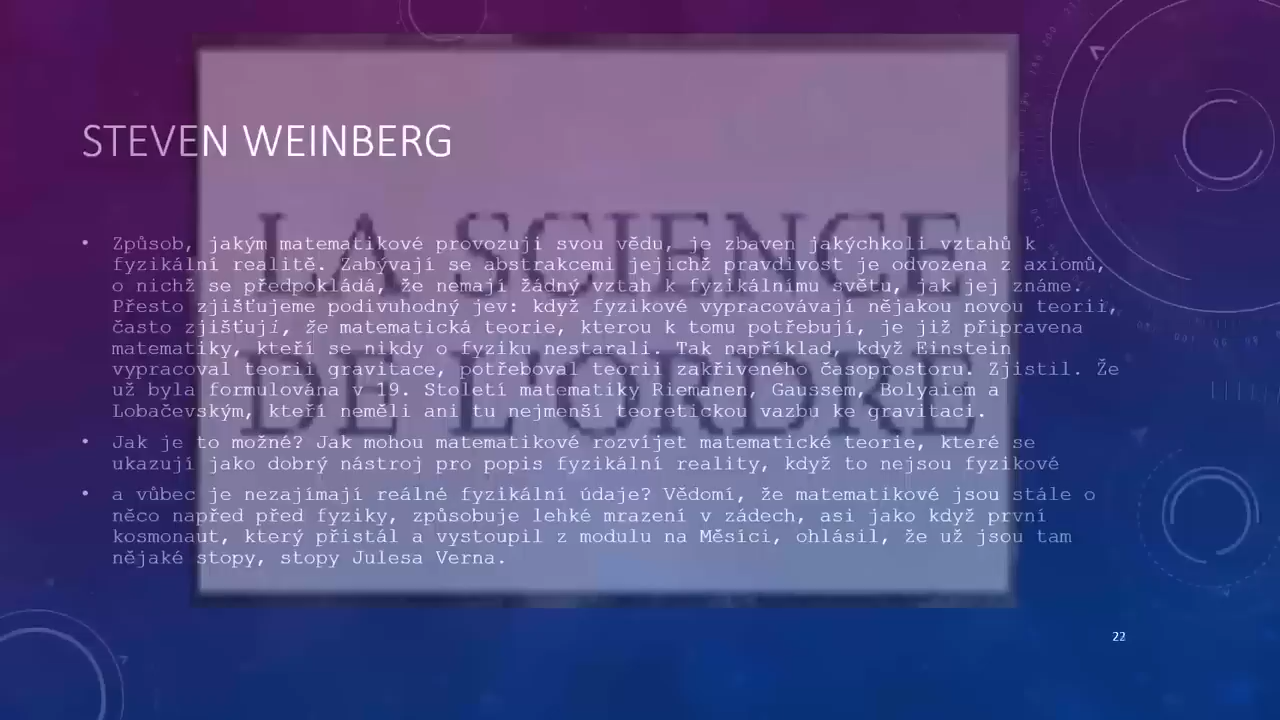 STEVEN WEINBERG
LA SCIENCE
DE L'ORDRE
• Způsob, jakým matematikové provozují svou vědu, je zbaven jakýchkoli vztahů k
fyzikální realitě. Zabývají se abstrakcemi jejichž pravdivost je odvozena z axiomů,
o nichž se předpokládá, že nemají žádný vztah k fyzikálnímu světu, jak jej známe.
Přesto zjišťujeme podivuhodný jev: když fyzikové vypracovávají nějakou novou teorii,
často zjišťují, že matematická teorie, kterou k tomu potřebují, je již připravena
matematiky, kteří se nikdy o fyziku nestarali. Tak například, když Einstein
vypracoval teorii gravitace, potřeboval teorii zakřiveného časoprostoru. Zjistil. Že
už byla formulována v 19. Století matematiky Riemanen, Gaussem, Bolyaiem a
Lobačevským, kteří neměli ani tu nejmenší teoretickou vazbu ke gravitaci.
• Jak je to možné? Jak mohou matematikové rozvíjet matematické teorie, které se
ukazují jako dobrý nástroj pro popis fyzikální reality, když to nejsou fyzikové
• a vůbec je nezajímají reálné fyzikální údaje? Vědomí, že matematikové jsou stále o
něco napřed před fyziky, způsobuje lehké mrazení v zádech, asi jako když první
kosmonaut, který přistál a vystoupil z modulu na Měsíci, ohlásil, že už jsou tam
nějaké stopy, stopy Julesa Verna.
22